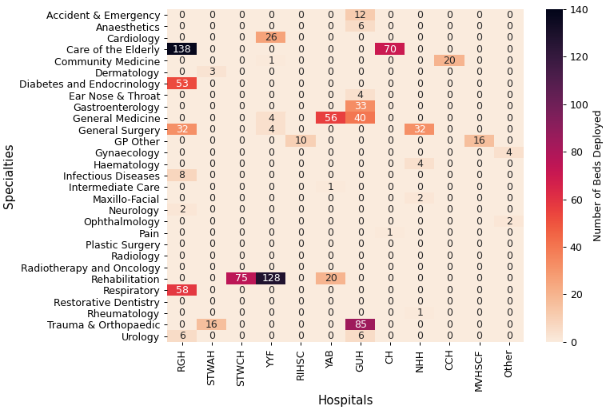 Accident & Emergency 0 0 0 0 0 0 12 0 0 0 0 0
Anaesthetics 0 0 0 0 0 0 6 0 0 0 0 0
Cardiology 0 0 0 26 0 0 0 0 0 0 0 0
Care of the Elderly 138 0 0 0 0 0 0 70 0 0 0 0
Community Medicine 0 0 0 1 0 0 0 0 0 20 0 0
Dermatology 0 3 0 0 0 0 0 0 0 0 0 0
Diabetes and Endocrinology 53 0 0 0 0 0 0 0 0 0 0 0
Ear Nose & Throat 0 0 0 0 0 0 4 0 0 0 0 0
Gastroenterology 0 0 0 0 0 0 33 0 0 0 0 0
General Medicine 0 0 0 4 0 56 40 0 0 0 0 0
General Surgery 32 0 0 4 0 0 0 0 32 0 0 0
GP Other 0 0 0 0 10 0 0 0 0 0 16 0
Gynaecology 0 0 0 0 0 0 0 0 0 0 0 4
Haematology 0 0 0 0 0 0 0 0 4 0 0 0
Infectious Diseases 8 0 0 0 0 0 0 0 0 0 0 0
Intermediate Care 0 0 0 0 0 1 0 0 0 0 0 0
Maxillo-Facial 0 0 0 0 0 0 0 0 2 0 0 0
Neurology 2 0 0 0 0 0 0 0 0 0 0 0
Ophthalmology 0 0 0 0 0 0 0 0 0 0 0 2
Pain 0 0 0 0 0 0 0 1 0 0 0 0
Plastic Surgery 0 0 0 0 0 0 0 0 0 0 0 0
Radiology 0 0 0 0 0 0 0 0 0 0 0 0
Radiotherapy and Oncology 0 0 0 0 0 0 0 0 0 0 0 0
Rehabilitation 0 0 75 128 0 20 0 0 0 0 0 0
Respiratory 58 0 0 0 0 0 0 0 0 0 0 0
Restorative Dentistry 0 0 0 0 0 0 0 0 0 0 0 0
Rheumatology 0 0 0 0 0 0 0 0 1 0 0 0
Trauma & Orthopaedic 0 16 0 0 0 0 85 0 0 0 0 0
Urology 6 0 0 0 0 0 6 0 0 0 0 0
RGH STWAH STWCH YYF RIHSC YAB GUH CH NHH CCH MVHSCF Other
Hospitals
Specialties
140
120
100
80
60
40
20
0
Number of Beds Deployed